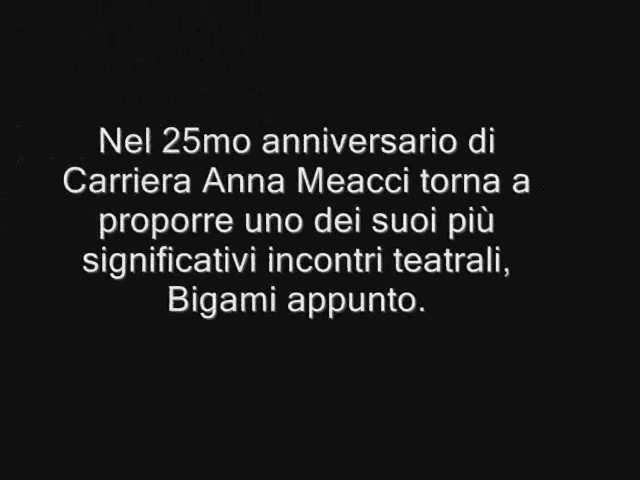 Nel 25mo anniversario di
Carriera Anna Meacci torna a
proporre uno dei suoi più
significativi incontri teatrali,
Bigami appunto.